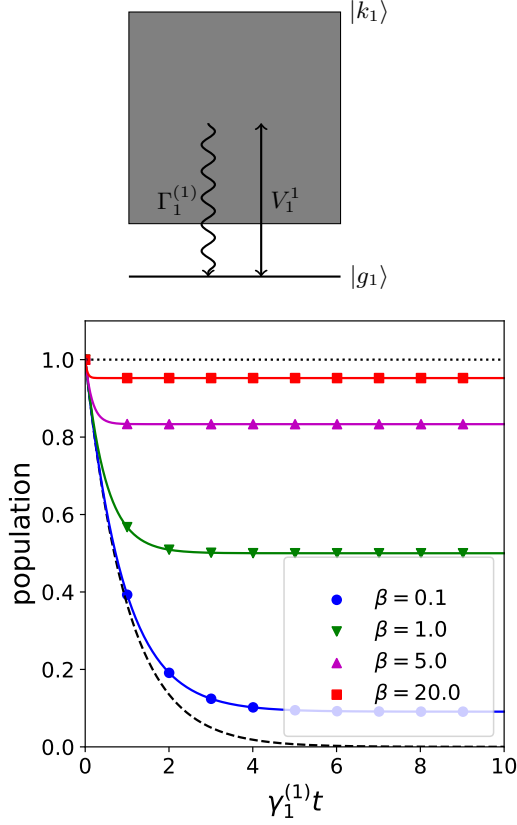 |k₁⟩
Γ₁⁽¹⁾ V₁¹
|g₁⟩
population
1.0
0.8
0.6
0.4
0.2
0.0
β = 0.1
β = 1.0
β = 5.0
β = 20.0
0 2 4 6 8 10
γ₁⁽¹⁾t